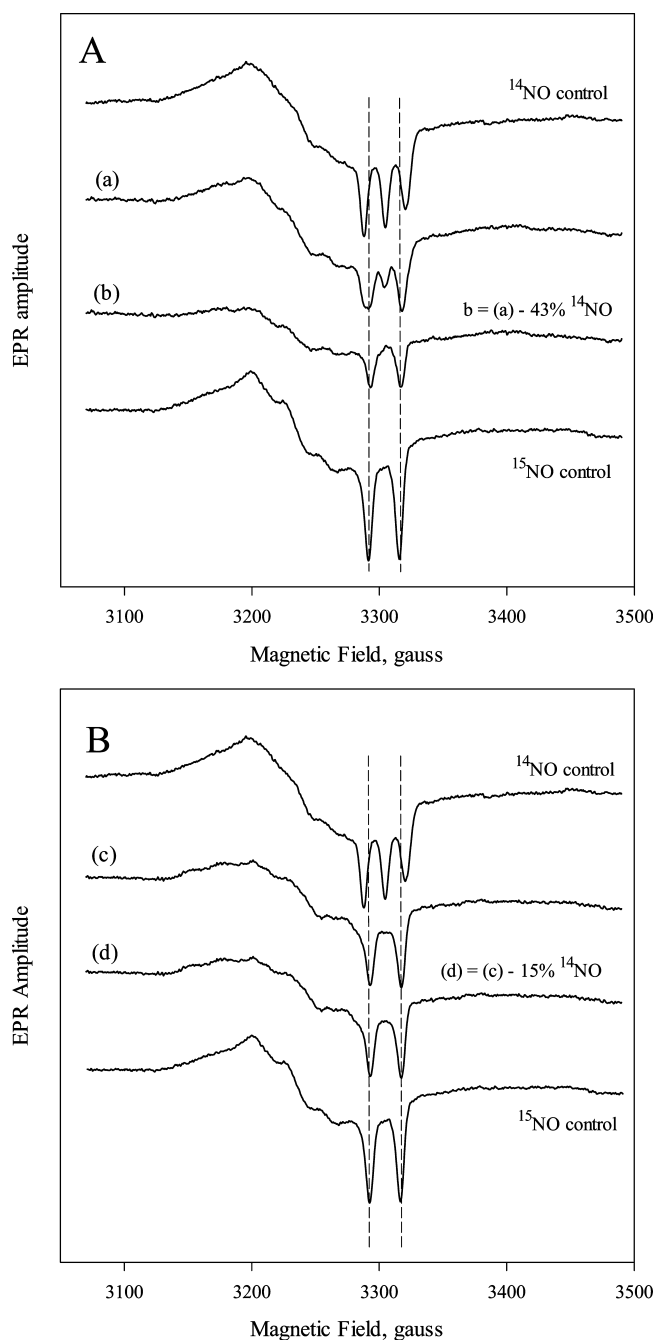 A
¹⁴NO control
(a)
(b)
b = (a) - 43% ¹⁴NO
¹⁵NO control
EPR amplitude
3100 3200 3300 3400 3500
Magnetic Field, gauss
B
¹⁴NO control
(c)
(d)
(d) = (c) - 15% ¹⁴NO
¹⁵NO control
EPR Amplitude
3100 3200 3300 3400 3500
Magnetic Field, gauss